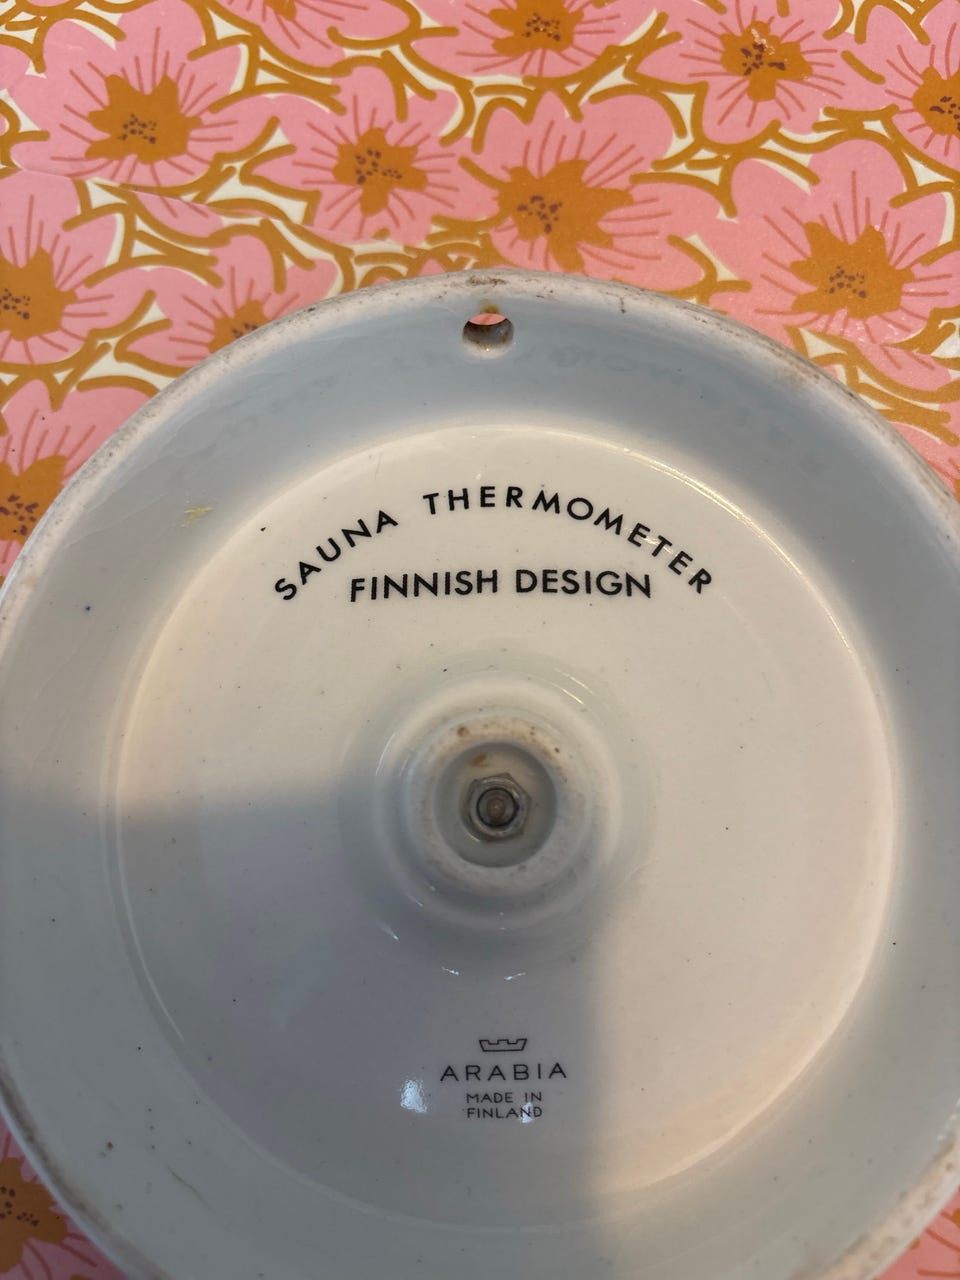 SAUNA THERMOMETER
FINNISH DESIGN
ARABIA
MADE IN
FINLAND